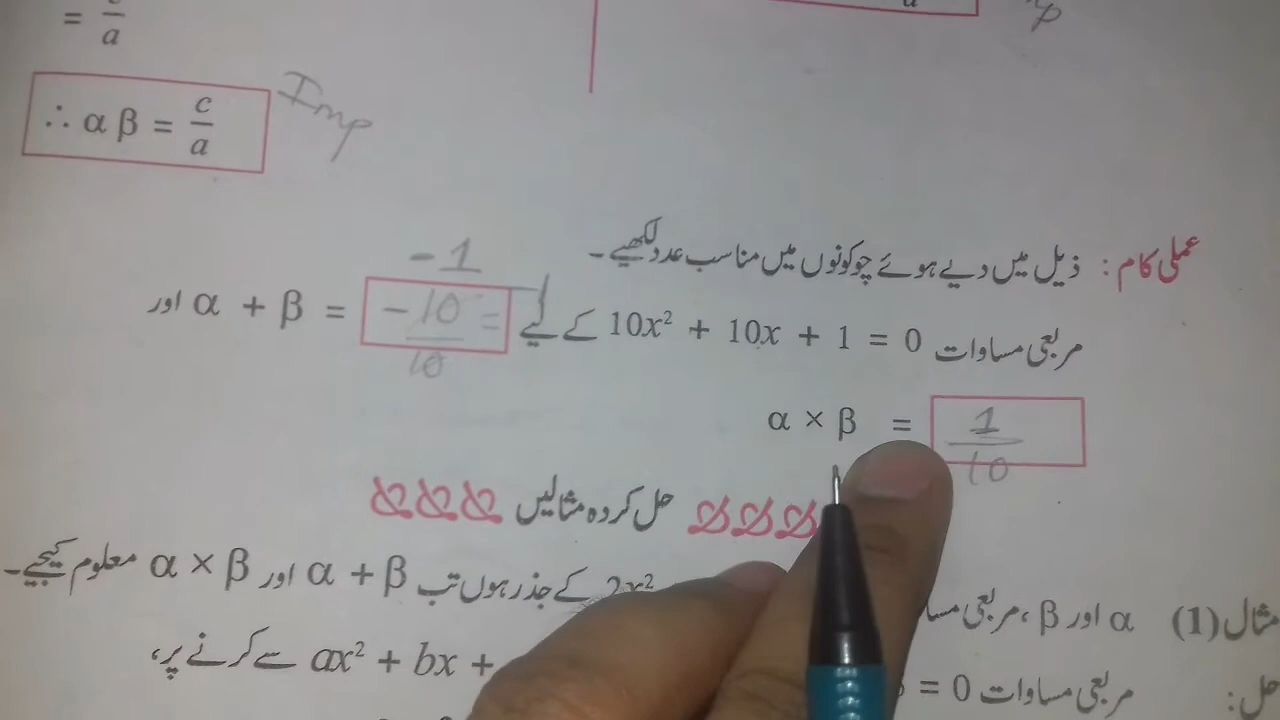 = c/a
∴ α β = c/a Imp
عملی کام : ذیل میں دیے ہوئے چوکونوں میں مناسب عدد لکھیے۔
مربعی مساوات 10x² + 10x + 1 = 0 کے لیے α + β = -10/10 = -1 اور
α × β = 1/10
حل کردہ مثالیں
مثال (1) α اور β ، مربعی 2x² کے جذر ہوں تب α + β اور α × β معلوم کیجیے۔
حل : مربعی مساوات = 0 ax² + bx + سے کرنے پر،